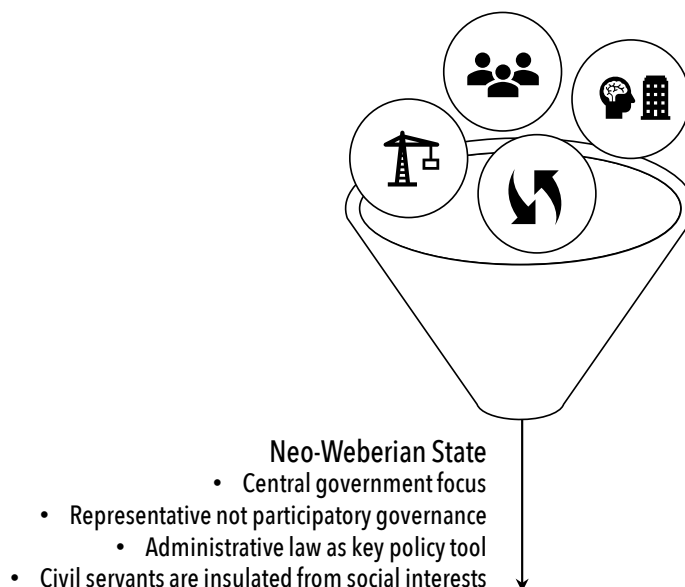 Neo-Weberian State
• Central government focus
• Representative not participatory governance
• Administrative law as key policy tool
• Civil servants are insulated from social interests